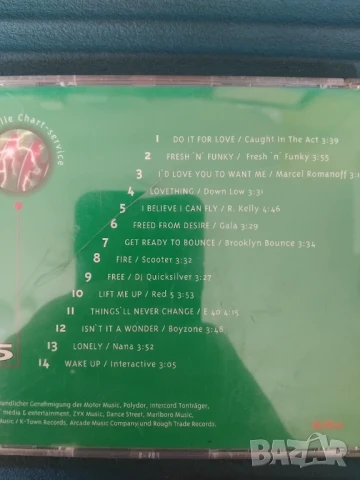 lle Chart-service
1 DO IT FOR LOVE / Caught In The Act 3:39
2 FRESH 'N' FUNKY / Fresh 'n' Funky 3:55
3 I'D LOVE YOU TO WANT ME / Marcel Romanoff 3:
4 LOVETHING / Down Low 3:31
5 I BELIEVE I CAN FLY / R. Kelly 4:46
6 FREED FROM DESIRE / Gala 3:29
7 GET READY TO BOUNCE / Brooklyn Bounce 3:34
8 FIRE / Scooter 3:32
9 FREE / DJ Quicksilver 3:27
10 LIFT ME UP / Red 5 3:13
11 THINGS'LL NEVER CHANGE / E 40 4:15
12 ISN'T IT A WONDER / Boyzone 3:48
13 LONELY / Nana 3:52
14 WAKE UP / Interactive 3:05
5
undlicher Genehmigung der Motor Music, Polydor, Intercord Tonträger,
media E.entertainment, ZYX Music, Dance Street, Marlboro Music,
Music / K-Town Records, Arcade Music Company und Rough Trade Records.
bazar.bg